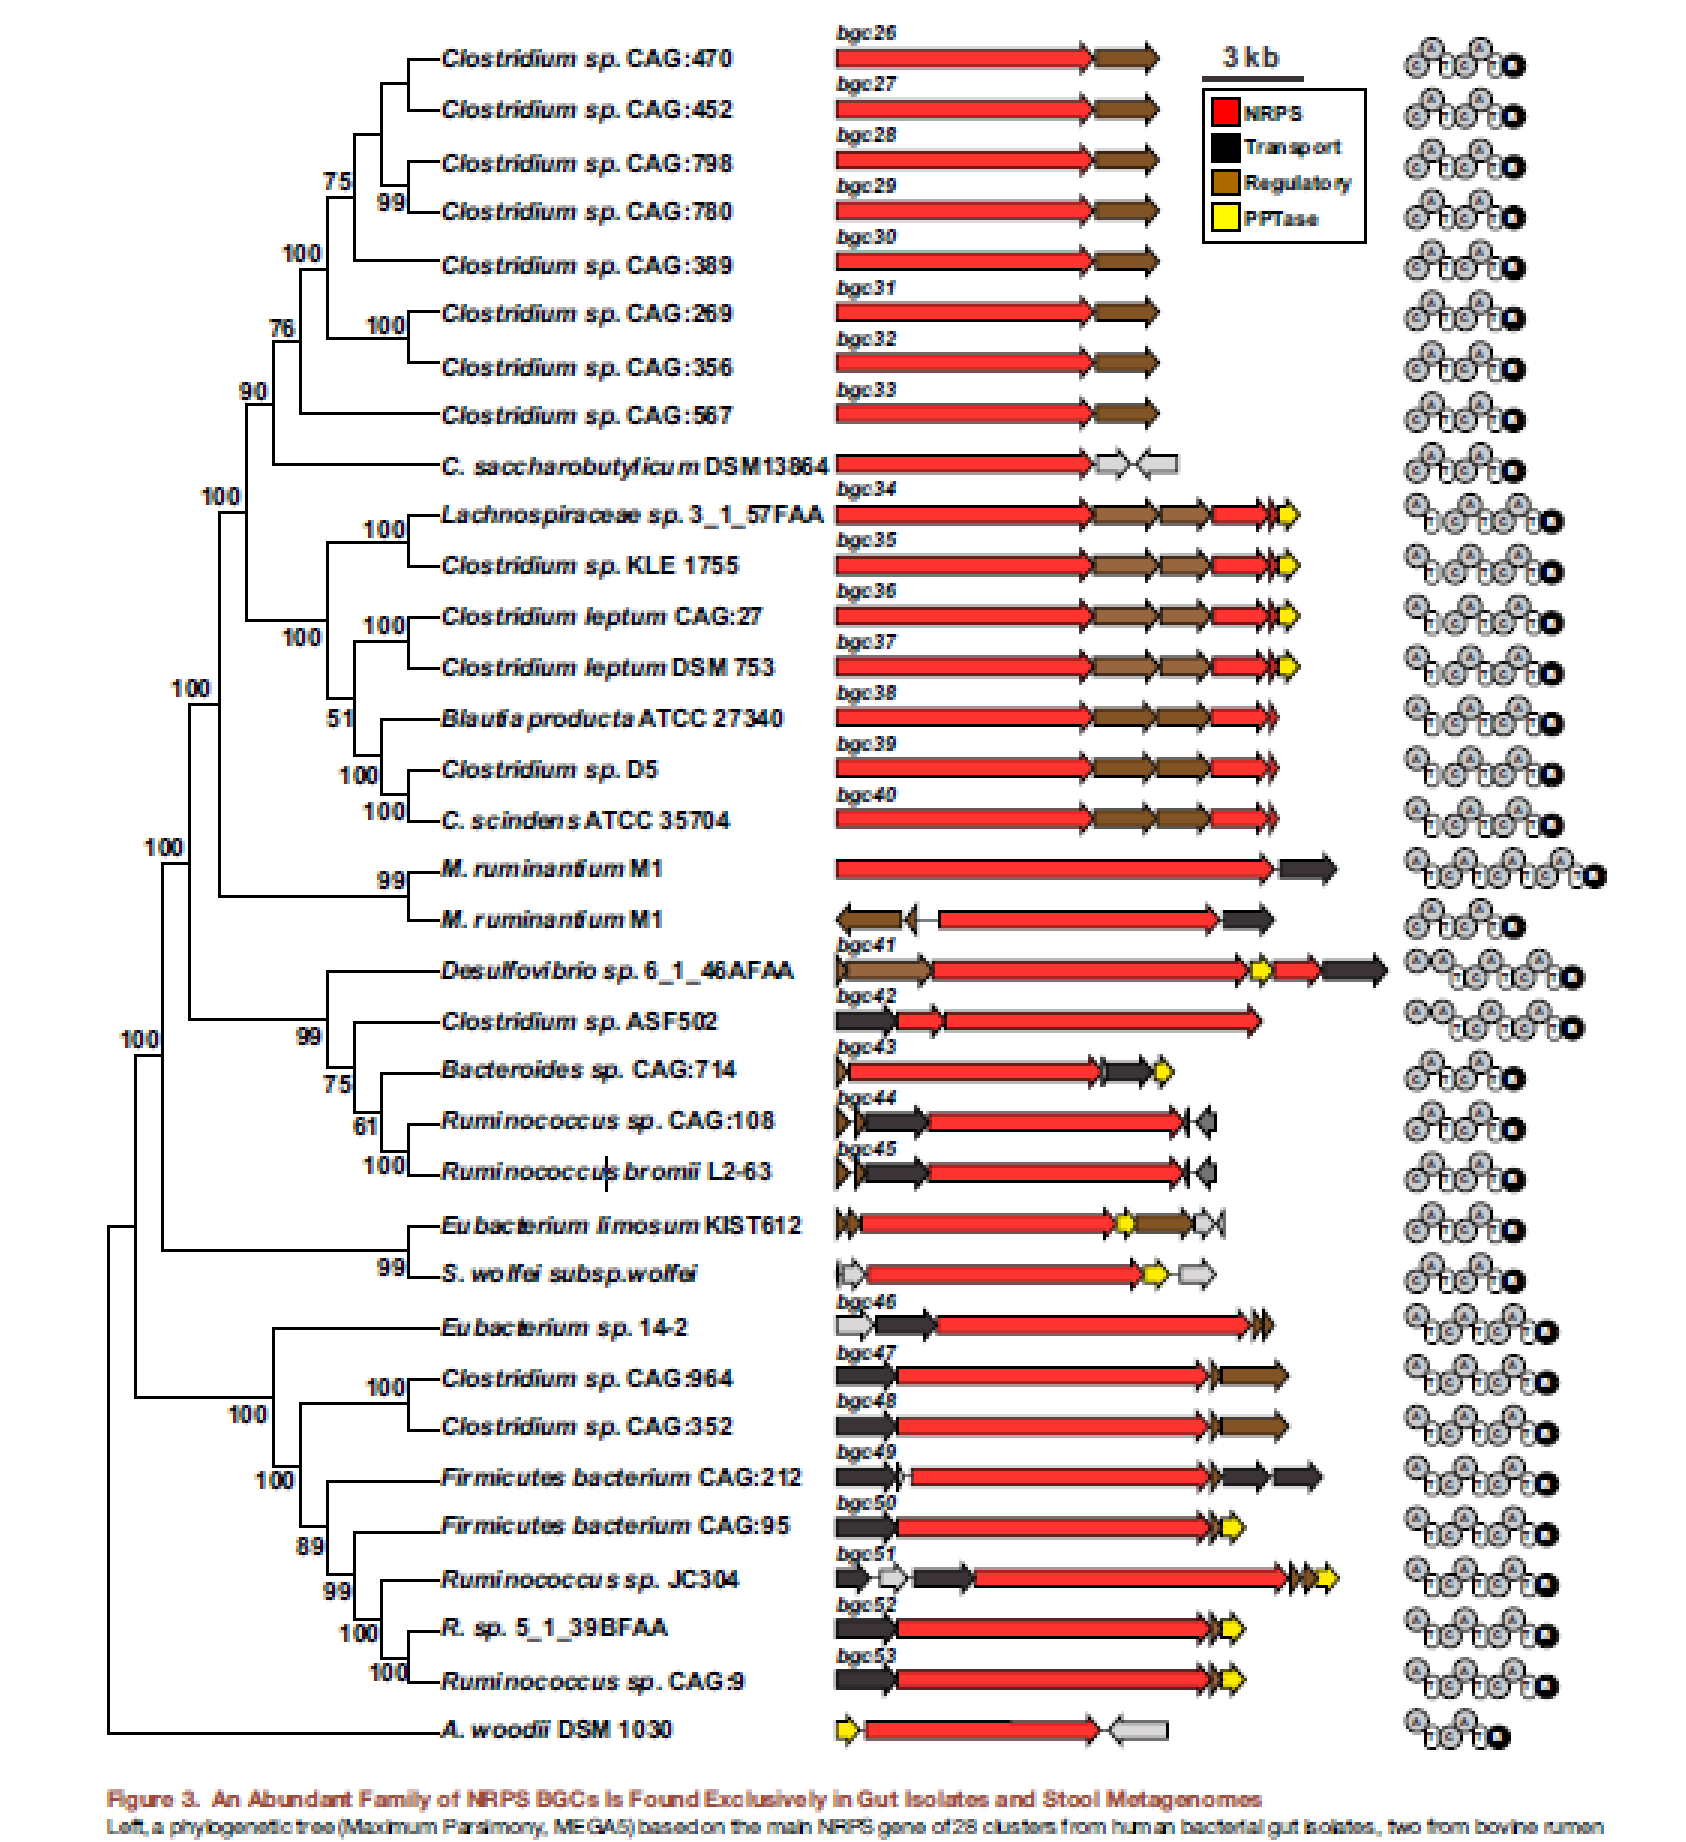 bgc26
Clostridium sp. CAG:470
3 kb
bgc27
Clostridium sp. CAG:452
NRPS
bgc28
Transport
Clostridium sp. CAG:798
75
Regulatory
bgc29
99
Clostridium sp. CAG:780
PPTase
bgc30
100
Clostridium sp. CAG:389
bgc31
Clostridium sp. CAG:269
100
76
bgc32
Clostridium sp. CAG:356
bgc33
90
Clostridium sp. CAG:567
C. saccharobutylicum DSM13864
bgc34
100
Lachnospiraceae sp. 3_1_57FAA
100
bgc35
Clostridium sp. KLE 1755
bgc36
Clostridium leptum CAG:27
100
100
bgc37
Clostridium leptum DSM 753
100
bgc38
51
Blautia producta ATCC 27340
bgc39
Clostridium sp. D5
100
bgc40
100
C. scindens ATCC 35704
100
M. ruminantium M1
99
M. ruminantium M1
bgc41
Desulfovibrio sp. 6_1_46AFAA
bgc42
Clostridium sp. ASF502
99
100
bgc43
Bacteroides sp. CAG:714
75
bgc44
Ruminococcus sp. CAG:108
61
bgc45
100
Ruminococcus bromii L2-63
Eubacterium limosum KIST612
99
S. wolfei subsp.wolfei
bgc46
Eubacterium sp. 14-2
bgc47
Clostridium sp. CAG:964
100
bgc48
100
Clostridium sp. CAG:352
bgc49
100
Firmicutes bacterium CAG:212
bgc50
Firmicutes bacterium CAG:95
89
bgc51
Ruminococcus sp. JC304
99
bgc52
R. sp. 5_1_39BFAA
100
bgc53
100
Ruminococcus sp. CAG:9
A. woodii DSM 1030
Figure 3. An Abundant Family of NRPS BGCs Is Found Exclusively in Gut Isolates and Stool Metagenomes
Left, a phylogenetic tree (Maximum Parsimony, MEGA5) based on the main NRPS gene of 28 clusters from human bacterial gut isolates, two from bovine rumen